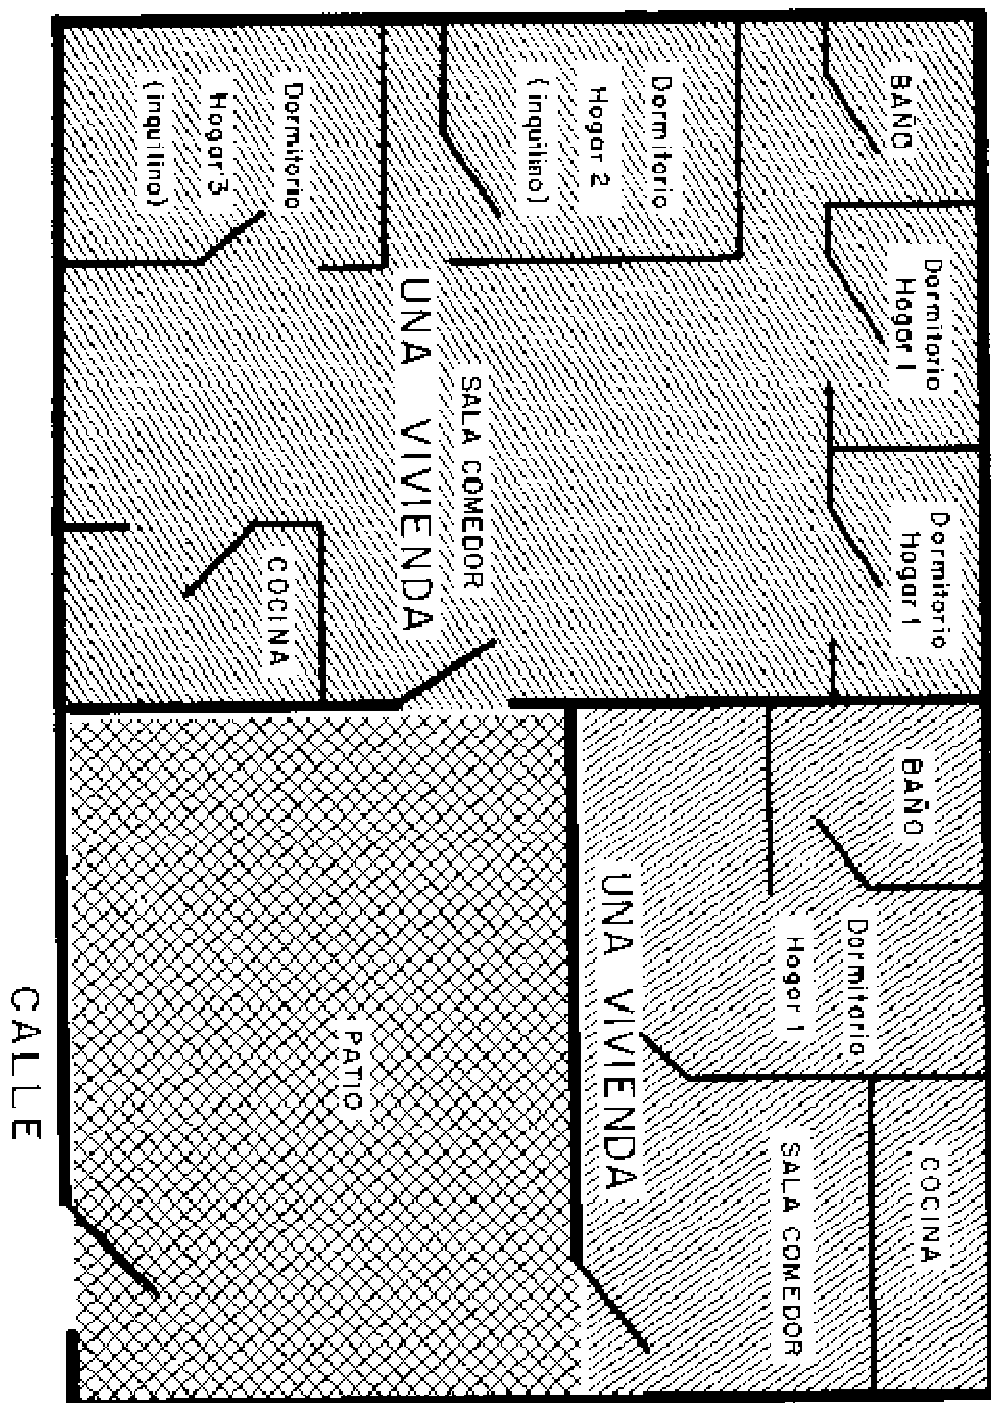 BAÑO
Dormitorio
Hogar 1
Dormitorio
Hogar 1
BAÑO
Dormitorio
Hogar 1
COCINA
SALA COMEDOR
UNA VIVIENDA
Dormitorio
Hogar 2
(inquilino)
SALA COMEDOR
UNA VIVIENDA
Dormitorio
Hogar 3
(inquilino)
COCINA
PATIO
CALLE